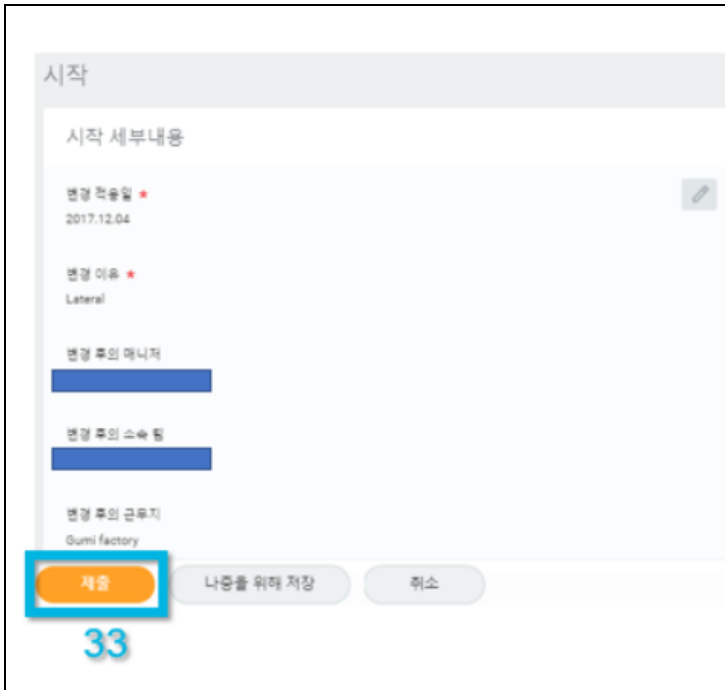 시작
시작 세부내용
변경 적용일 *
2017.12.04
변경 이유 *
Lateral
변경 후의 매니저
변경 후의 소속 팀
변경 후의 근무지
Gumi factory
제출 나중을 위해 저장 취소
33